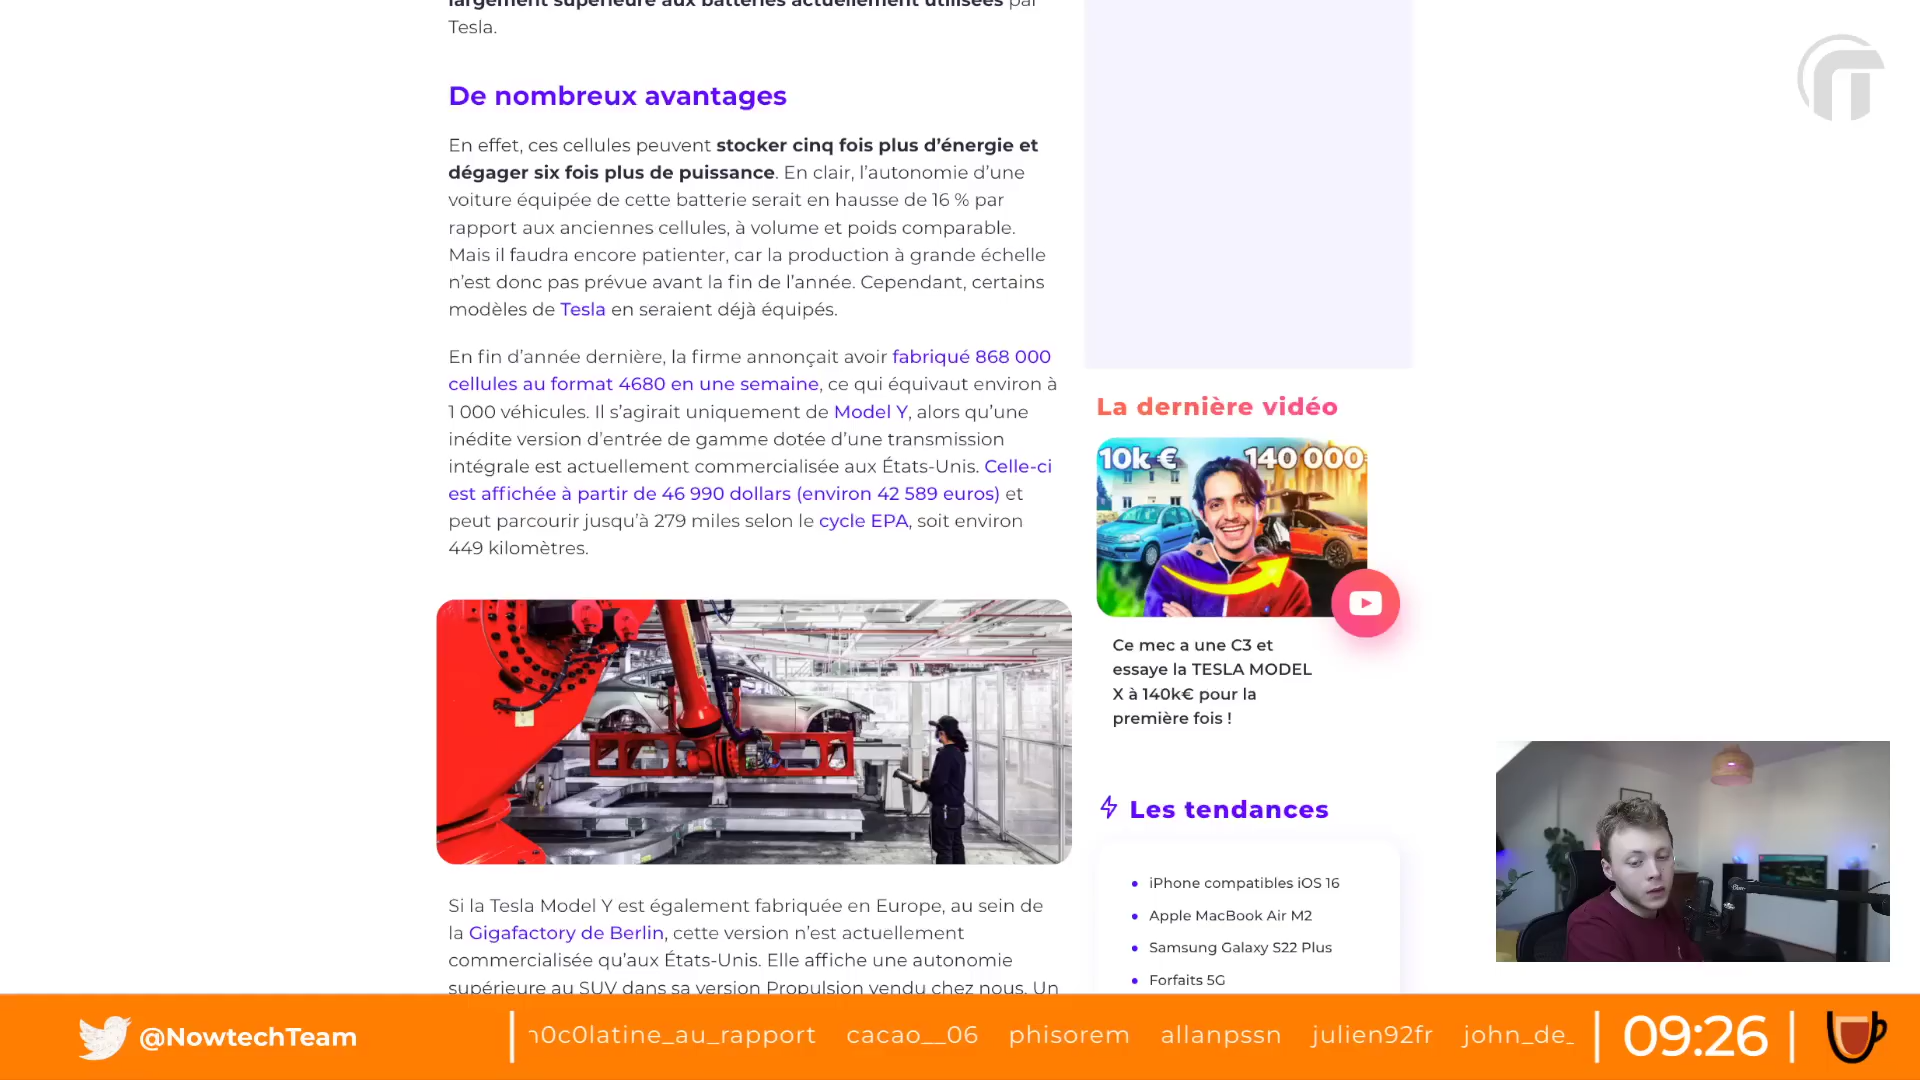 largement supérieure aux batteries actuellement utilisées par
Tesla.
De nombreux avantages
En effet, ces cellules peuvent stocker cinq fois plus d’énergie et
dégager six fois plus de puissance. En clair, l’autonomie d’une
voiture équipée de cette batterie serait en hausse de 16 % par
rapport aux anciennes cellules, à volume et poids comparable.
Mais il faudra encore patienter, car la production à grande échelle
n’est donc pas prévue avant la fin de l’année. Cependant, certains
modèles de Tesla en seraient déjà équipés.
En fin d’année dernière, la firme annonçait avoir fabriqué 868 000
cellules au format 4680 en une semaine, ce qui équivaut environ à
1 000 véhicules. Il s’agirait uniquement de Model Y, alors qu’une
inédite version d’entrée de gamme dotée d’une transmission
intégrale est actuellement commercialisée aux États-Unis. Celle-ci
est affichée à partir de 46 990 dollars (environ 42 589 euros) et
peut parcourir jusqu’à 279 miles selon le cycle EPA, soit environ
449 kilomètres.
Si la Tesla Model Y est également fabriquée en Europe, au sein de
la Gigafactory de Berlin, cette version n’est actuellement
commercialisée qu’aux États-Unis. Elle affiche une autonomie
supérieure au SUV dans sa version Propulsion vendu chez nous. Un
La dernière vidéo
10k € 140 000€
Ce mec a une C3 et
essaye la TESLA MODEL
X à 140k€ pour la
première fois !
Les tendances
iPhone compatibles iOS 16
Apple MacBook Air M2
Samsung Galaxy S22 Plus
Forfaits 5G
@NowtechTeam
h0c0latine_au_rapport cacao__06 phisorem allanpssn julien92fr john_de_
09:26